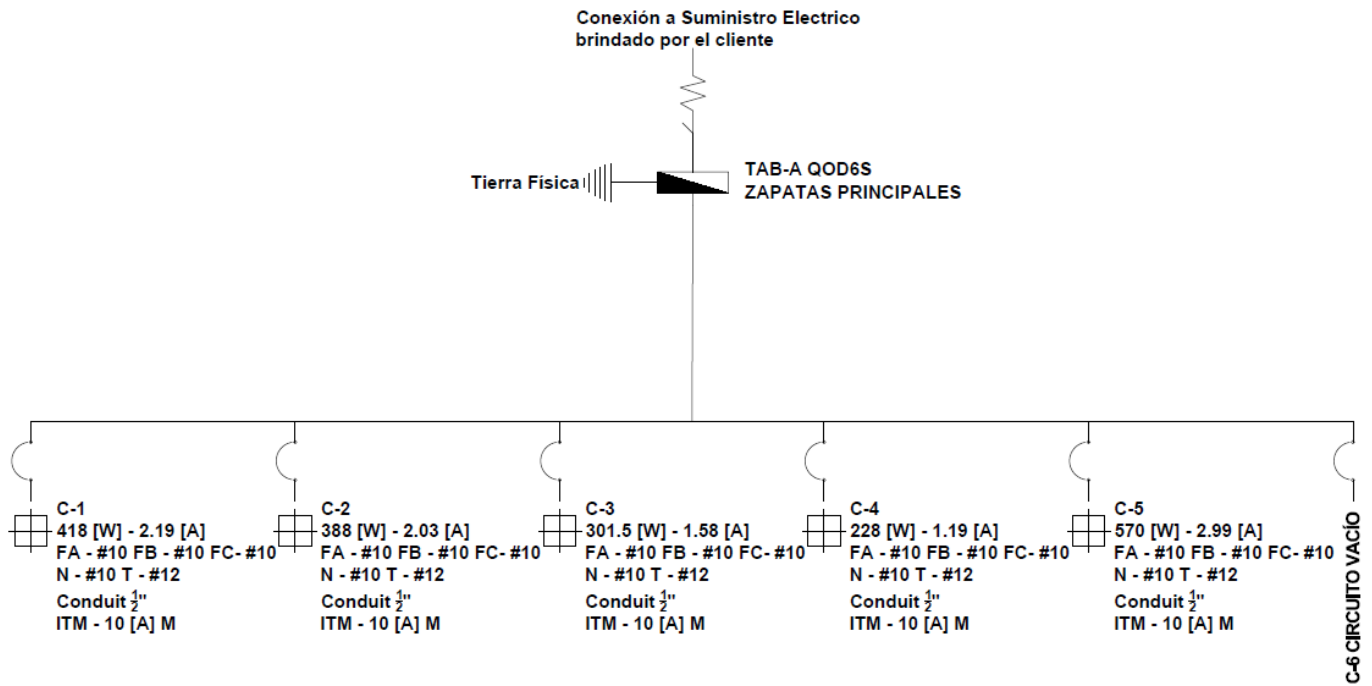 Conexión a Suministro Electrico
brindado por el cliente
Tierra Física
TAB-A QOD6S
ZAPATAS PRINCIPALES
C-1
418 [W] - 2.19 [A]
FA - #10 FB - #10 FC- #10
N - #10 T - #12
Conduit ½"
ITM - 10 [A] M
C-2
388 [W] - 2.03 [A]
FA - #10 FB - #10 FC- #10
N - #10 T - #12
Conduit ½"
ITM - 10 [A] M
C-3
301.5 [W] - 1.58 [A]
FA - #10 FB - #10 FC- #10
N - #10 T - #12
Conduit ½"
ITM - 10 [A] M
C-4
228 [W] - 1.19 [A]
FA - #10 FB - #10 FC- #10
N - #10 T - #12
Conduit ½"
ITM - 10 [A] M
C-5
570 [W] - 2.99 [A]
FA - #10 FB - #10 FC- #10
N - #10 T - #12
Conduit ½"
ITM - 10 [A] M
C-6 CIRCUITO VACÍO